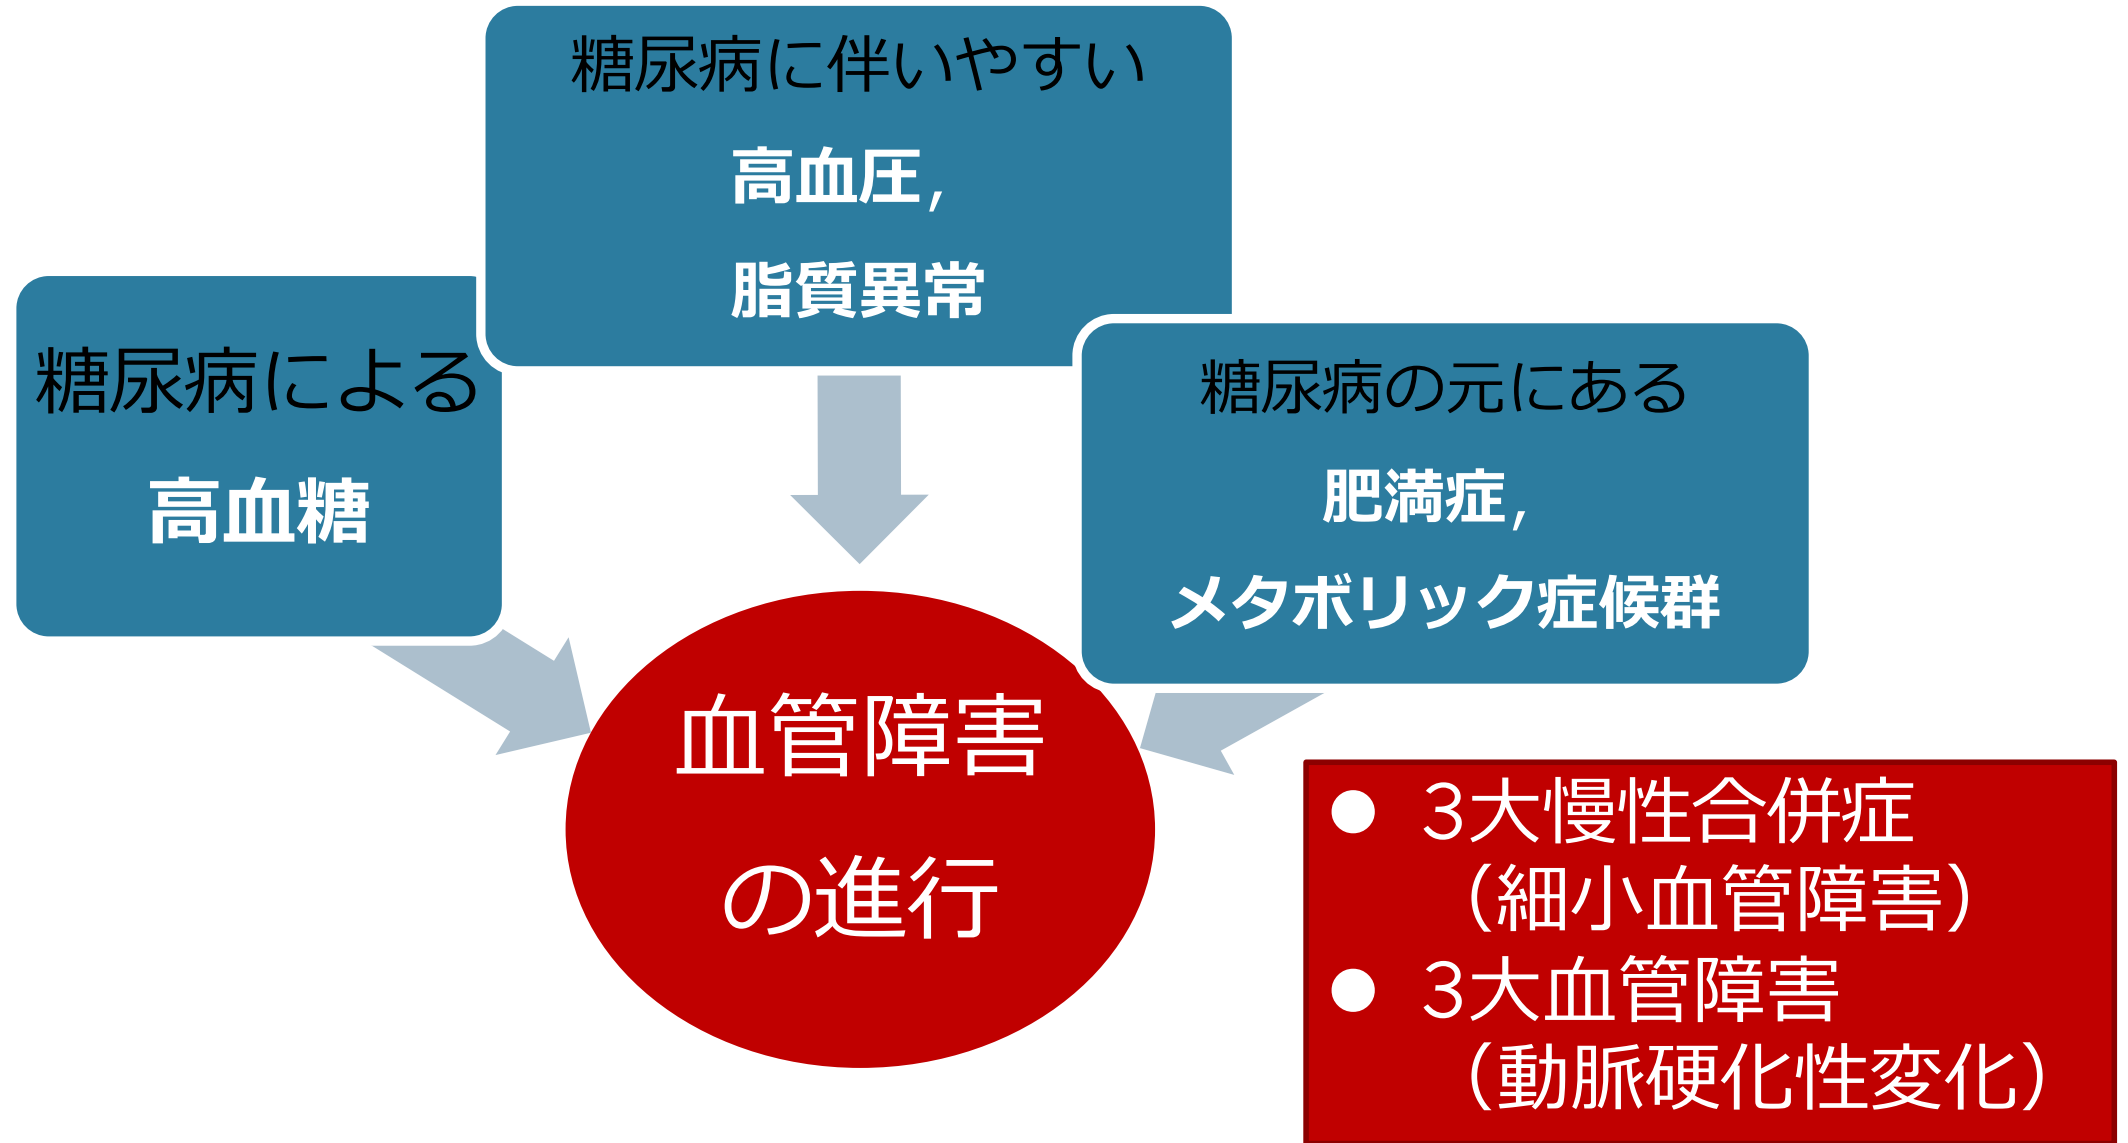 糖尿病に伴いやすい
高血圧,
脂質異常
糖尿病による
高血糖
糖尿病の元にある
肥満症,
メタボリック症候群
血管障害
の進行
● 3大慢性合併症
（細小血管障害）
● 3大血管障害
（動脈硬化性変化）